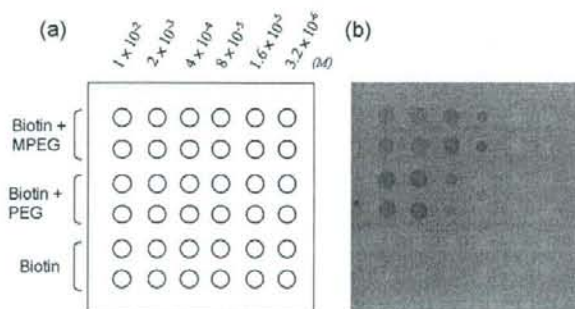 (a)
1 x 10-2
2 x 10-3
4 x 10-4
8 x 10-5
1.6 x 10-5
3.2 x 10-6
(M)
(b)
Biotin +
MPEG
Biotin +
PEG
Biotin